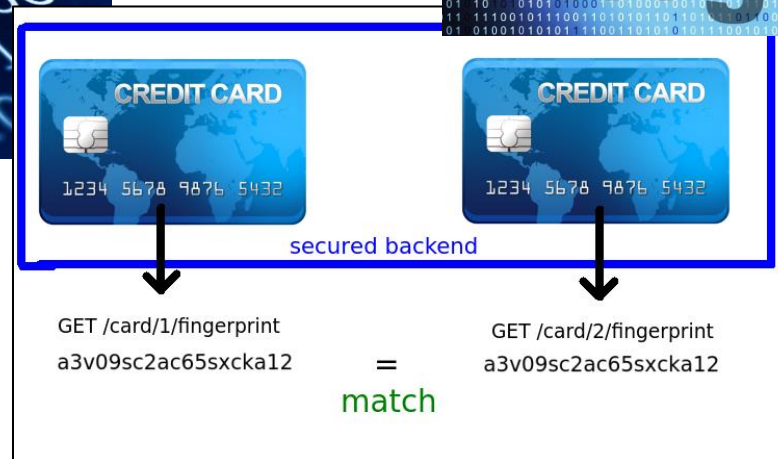 CREDIT CARD
1234 5678 9876 5432
CREDIT CARD
1234 5678 9876 5432
secured backend
GET /card/1/fingerprint
a3v09sc2ac65sxcka12
=
match
GET /card/2/fingerprint
a3v09sc2ac65sxcka12